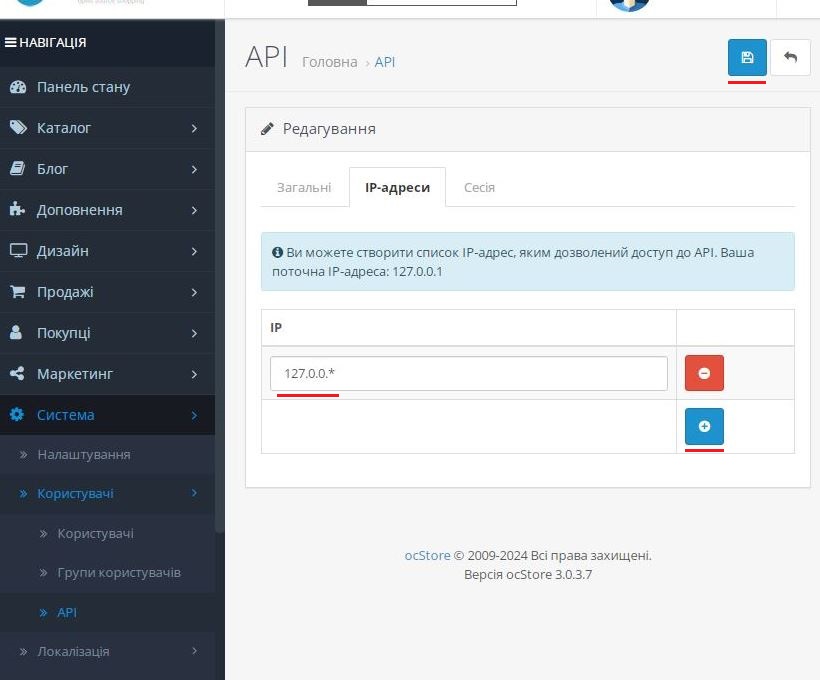 НАВІГАЦІЯ
Панель стану
Каталог
Блог
Доповнення
Дизайн
Продажі
Покупці
Маркетинг
Система
Налаштування
Користувачі
Користувачі
Групи користувачів
API
Локалізація
API Головна › API
Редагування
Загальні IP-адреси Сесія
Ви можете створити список IP-адрес, яким дозволений доступ до API. Ваша
поточна IP-адреса: 127.0.0.1
IP
127.0.0.*
ocStore © 2009-2024 Всі права захищені.
Версія ocStore 3.0.3.7